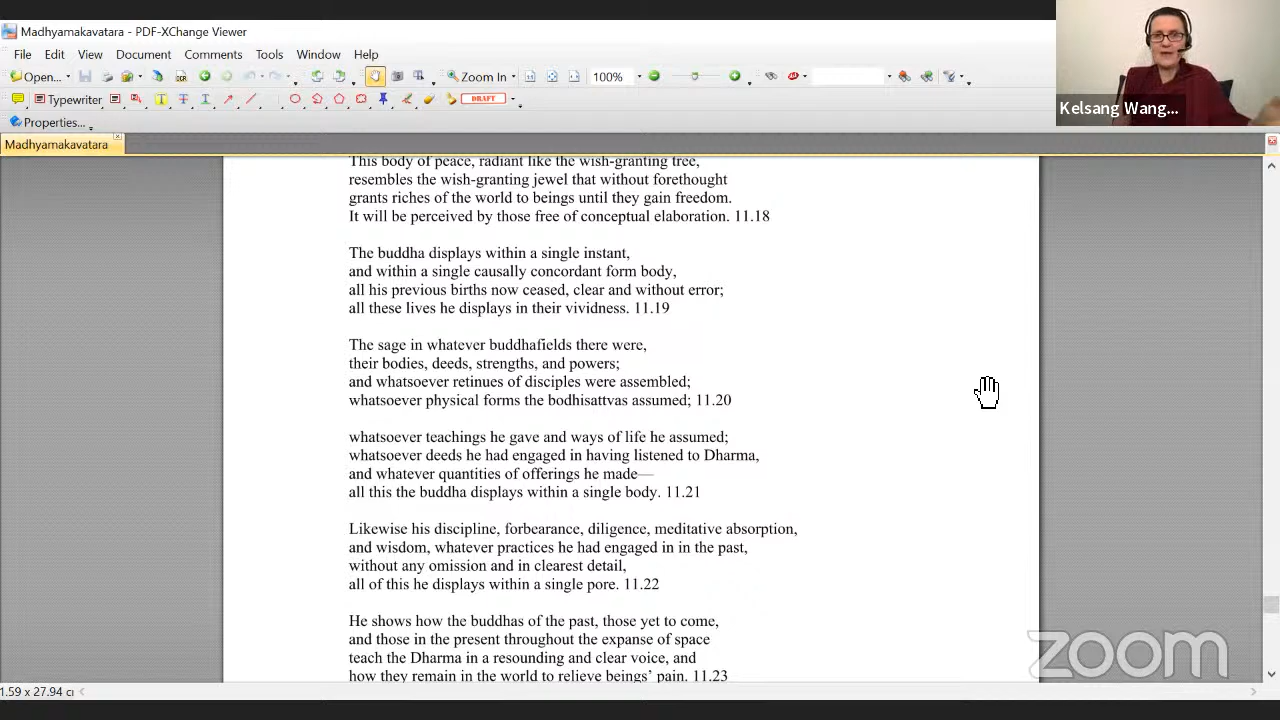 Madhyamakavatara - PDF-XChange Viewer
File Edit View Document Comments Tools Window Help
Open... Zoom In 100%
Typewriter DRAFT
Properties...
Madhyamakavatara
Kelsang Wang...
This body of peace, radiant like the wish-granting tree,
resembles the wish-granting jewel that without forethought
grants riches of the world to beings until they gain freedom.
It will be perceived by those free of conceptual elaboration. 11.18
The buddha displays within a single instant,
and within a single causally concordant form body,
all his previous births now ceased, clear and without error;
all these lives he displays in their vividness. 11.19
The sage in whatever buddhafields there were,
their bodies, deeds, strengths, and powers;
and whatsoever retinues of disciples were assembled;
whatsoever physical forms the bodhisattvas assumed; 11.20
whatsoever teachings he gave and ways of life he assumed;
whatsoever deeds he had engaged in having listened to Dharma,
and whatever quantities of offerings he made—
all this the buddha displays within a single body. 11.21
Likewise his discipline, forbearance, diligence, meditative absorption,
and wisdom, whatever practices he had engaged in in the past,
without any omission and in clearest detail,
all of this he displays within a single pore. 11.22
He shows how the buddhas of the past, those yet to come,
and those in the present throughout the expanse of space
teach the Dharma in a resounding and clear voice, and
how they remain in the world to relieve beings' pain. 11.23
zoom
1.59 x 27.94 cı